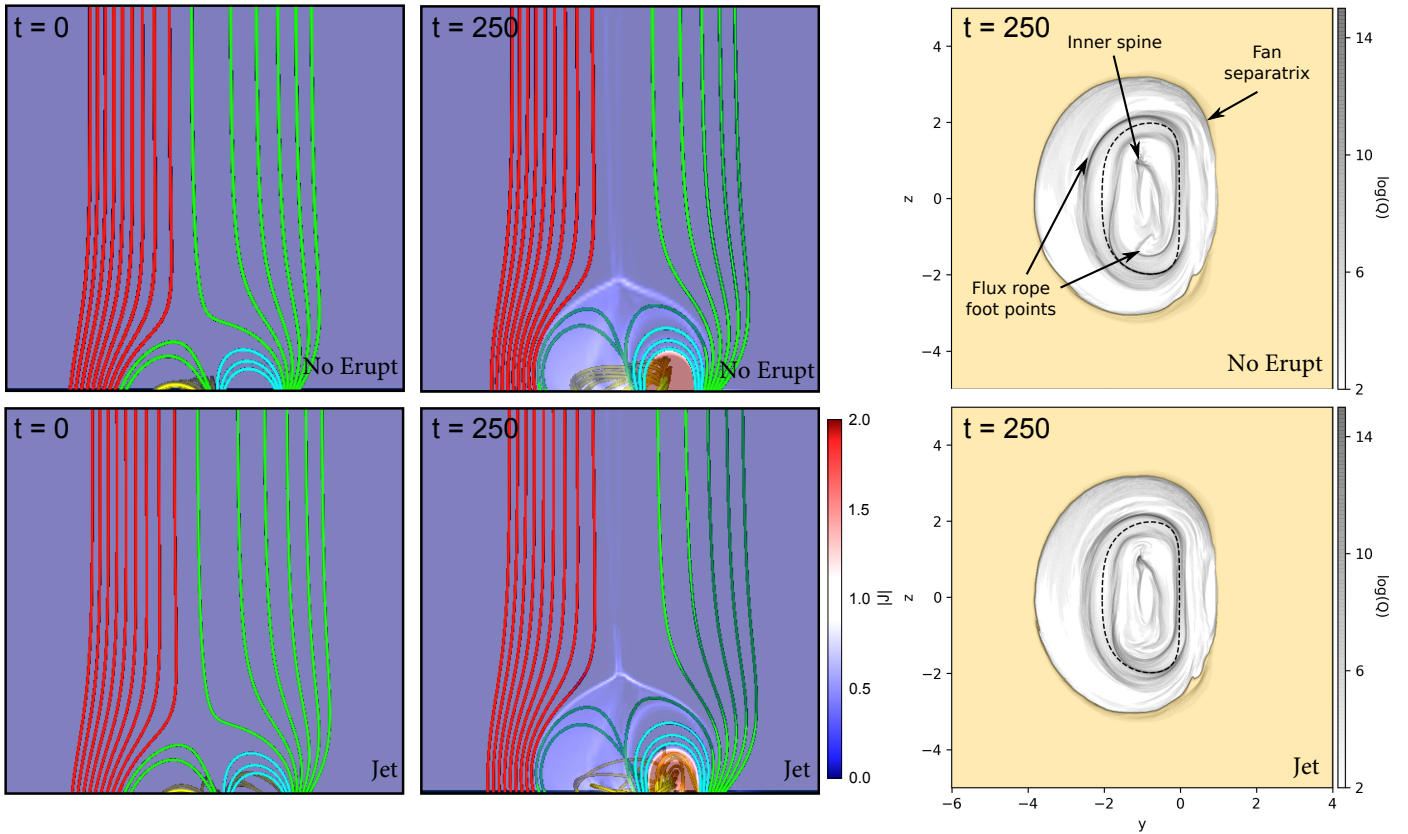 t = 0
No Erupt
t = 250
No Erupt
t = 250
Inner spine
Fan
separatrix
Flux rope
foot points
No Erupt
4
2
0
−2
−4
z
14
10
6
2
log(Q)
t = 0
Jet
t = 250
Jet
2.0
1.5
1.0
0.5
0.0
|J|
t = 250
Jet
4
2
0
−2
−4
z
−6
−4
−2
0
2
4
y
14
10
6
2
log(Q)